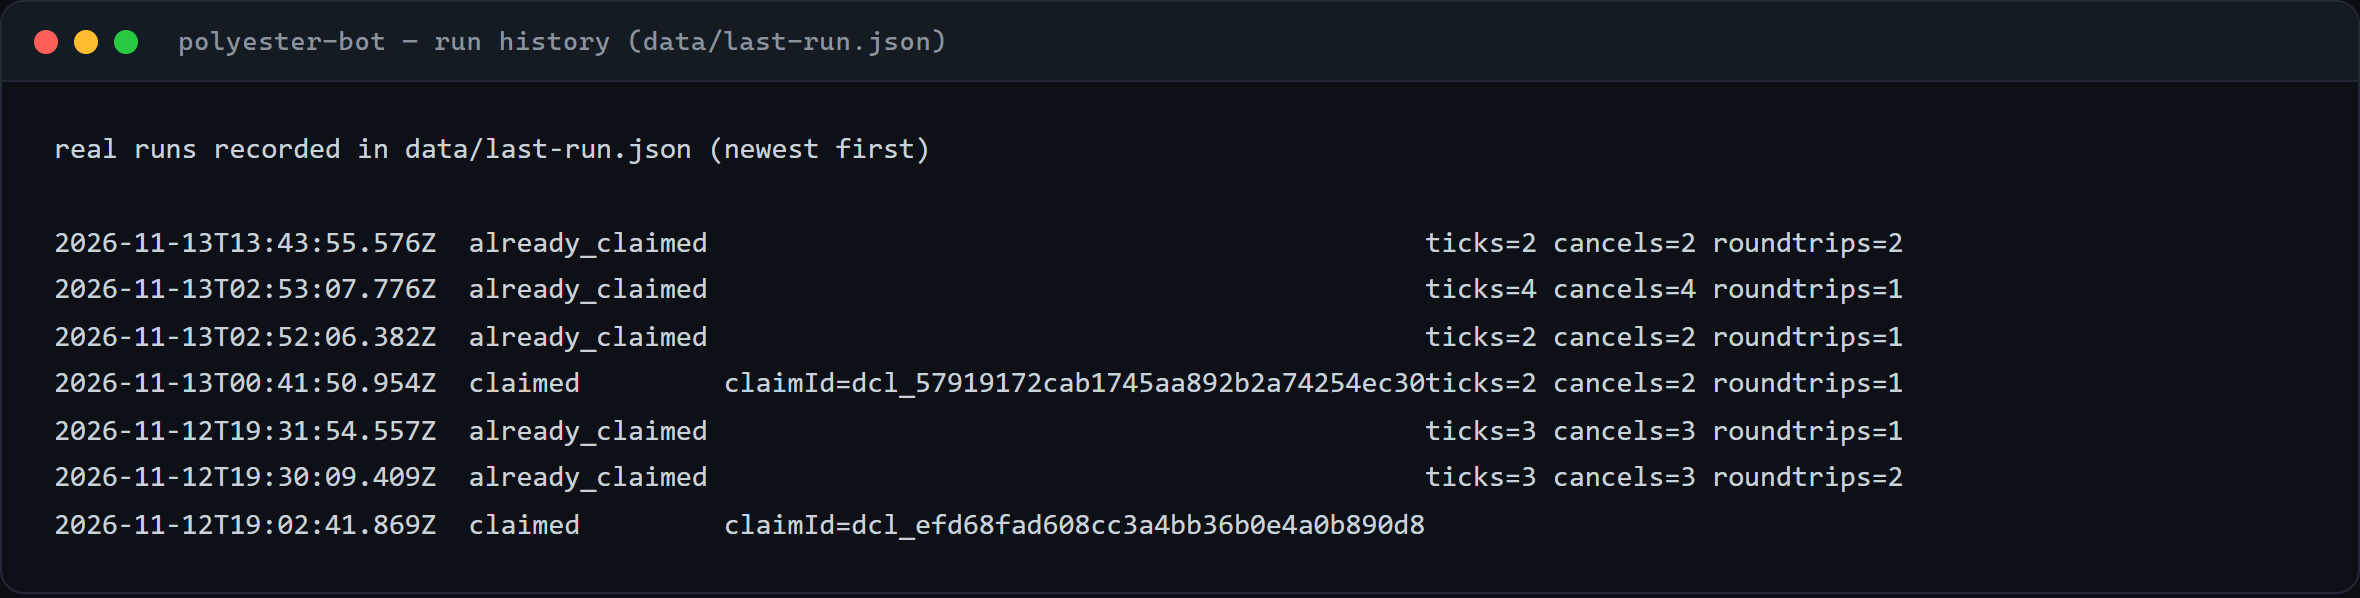 polyester-bot — run history (data/last-run.json)
real runs recorded in data/last-run.json (newest first)
2026-11-13T13:43:55.576Z  already_claimed                                             ticks=2 cancels=2 roundtrips=2
2026-11-13T02:53:07.776Z  already_claimed                                             ticks=4 cancels=4 roundtrips=1
2026-11-13T02:52:06.382Z  already_claimed                                             ticks=2 cancels=2 roundtrips=1
2026-11-13T00:41:50.954Z  claimed         claimId=dcl_57919172cab1745aa892b2a74254ec30ticks=2 cancels=2 roundtrips=1
2026-11-12T19:31:54.557Z  already_claimed                                             ticks=3 cancels=3 roundtrips=1
2026-11-12T19:30:09.409Z  already_claimed                                             ticks=3 cancels=3 roundtrips=2
2026-11-12T19:02:41.869Z  claimed         claimId=dcl_efd68fad608cc3a4bb36b0e4a0b890d8